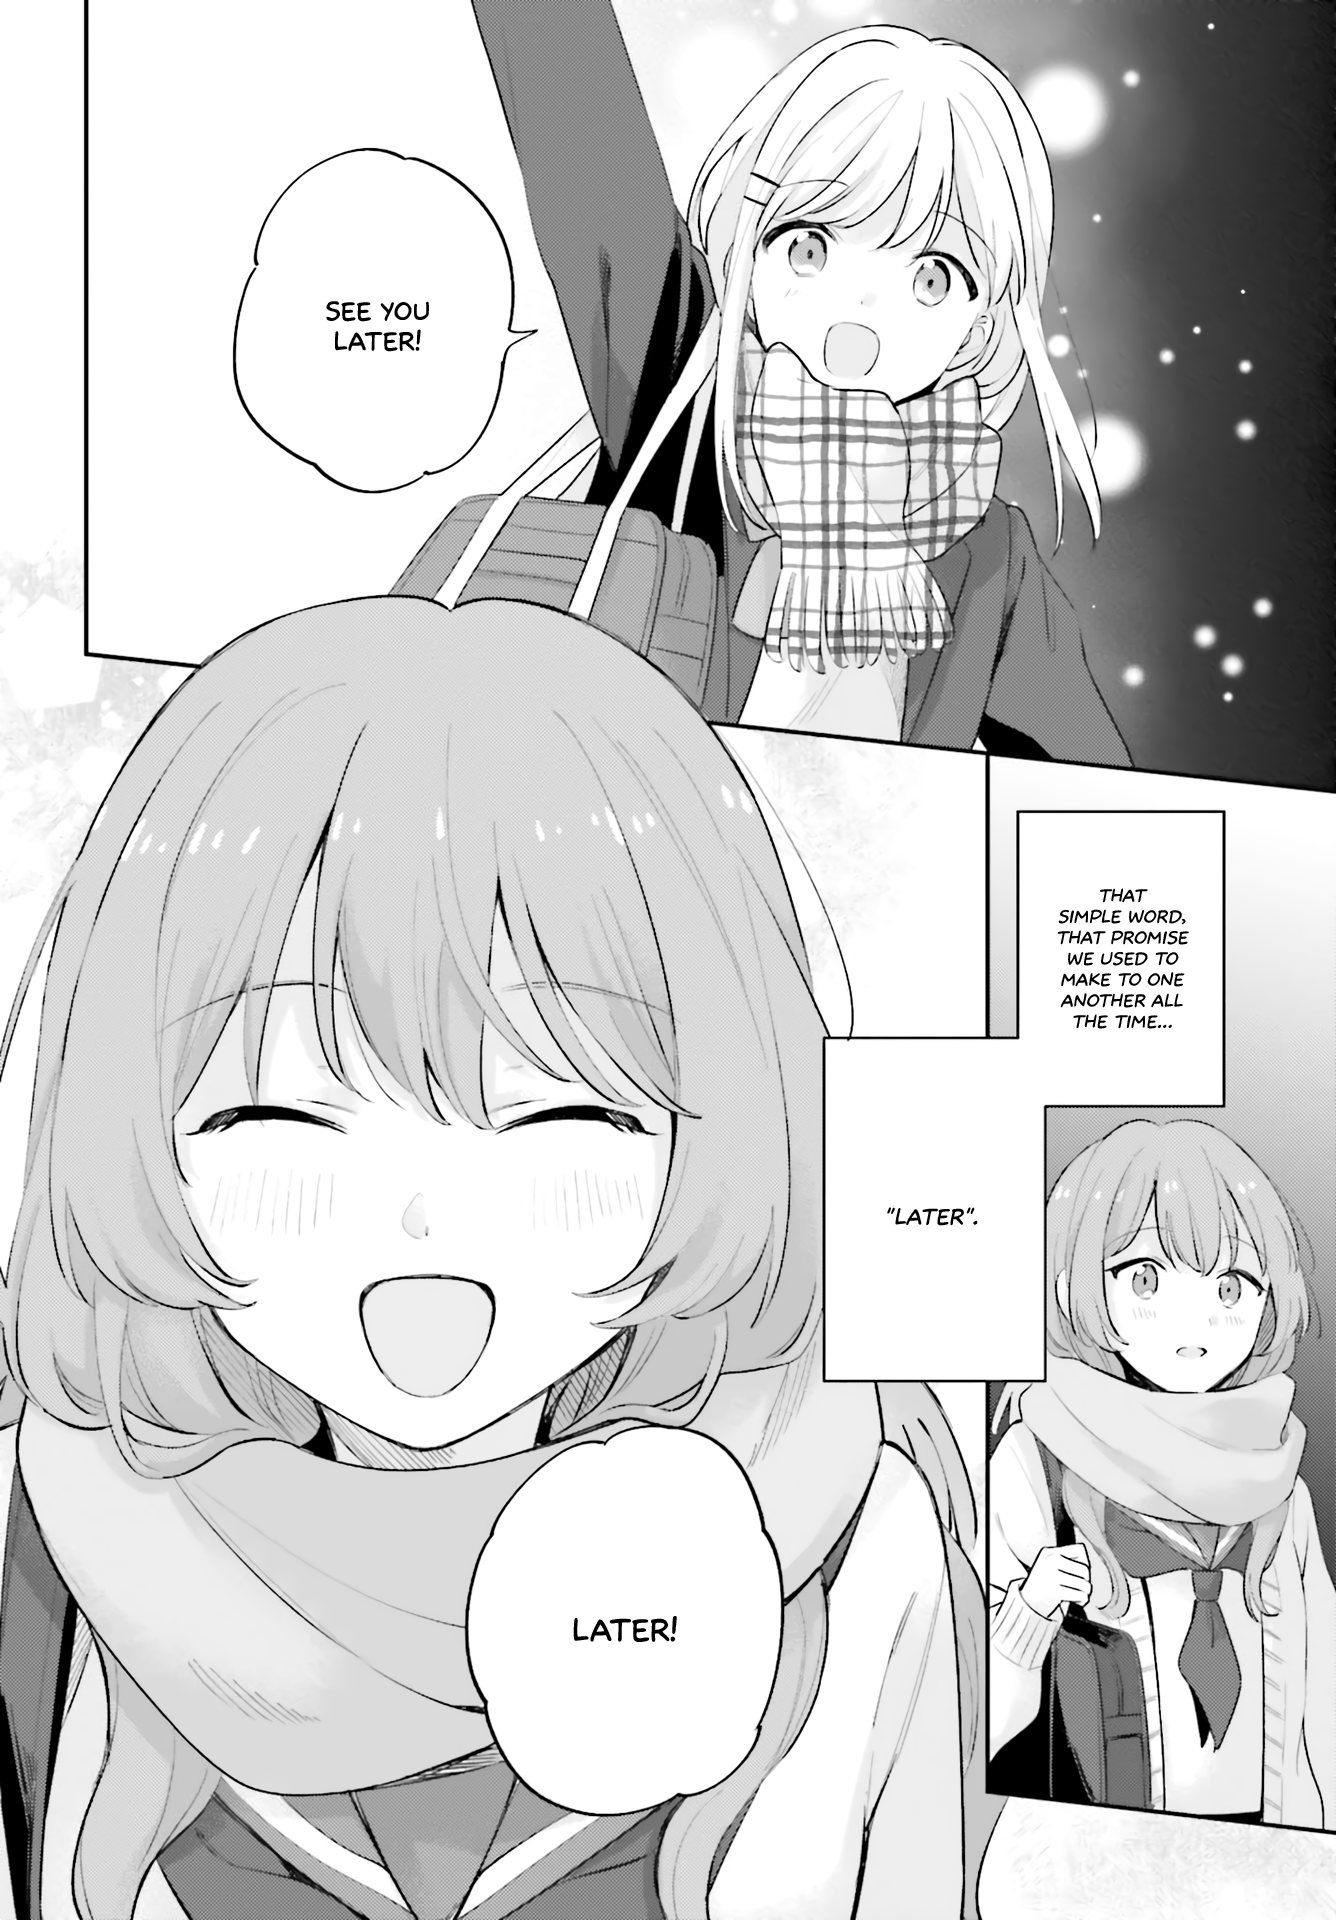 SEE YOU
LATER!
THAT
SIMPLE WORD,
THAT PROMISE
WE USED TO
MAKE TO ONE
ANOTHER ALL
THE TIME...
"LATER".
LATER!